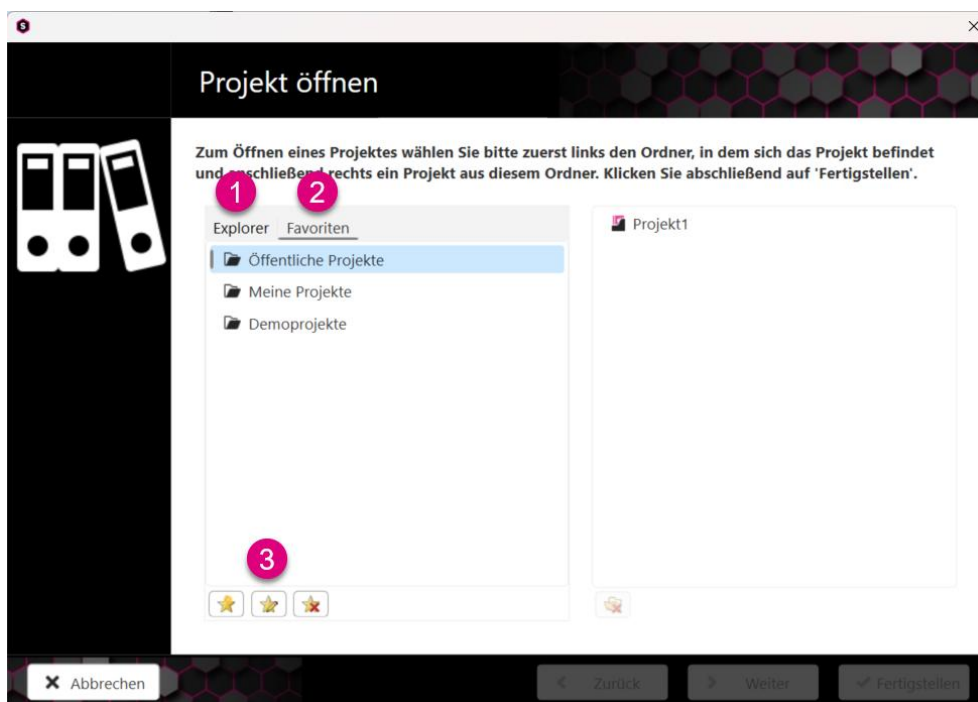 S
Projekt öffnen
Zum Öffnen eines Projektes wählen Sie bitte zuerst links den Ordner, in dem sich das Projekt befindet
und anschließend rechts ein Projekt aus diesem Ordner. Klicken Sie abschließend auf 'Fertigstellen'.
1 2
Explorer Favoriten
Öffentliche Projekte
Meine Projekte
Demoprojekte
Projekt1
3
Abbrechen Zurück Weiter Fertigstellen